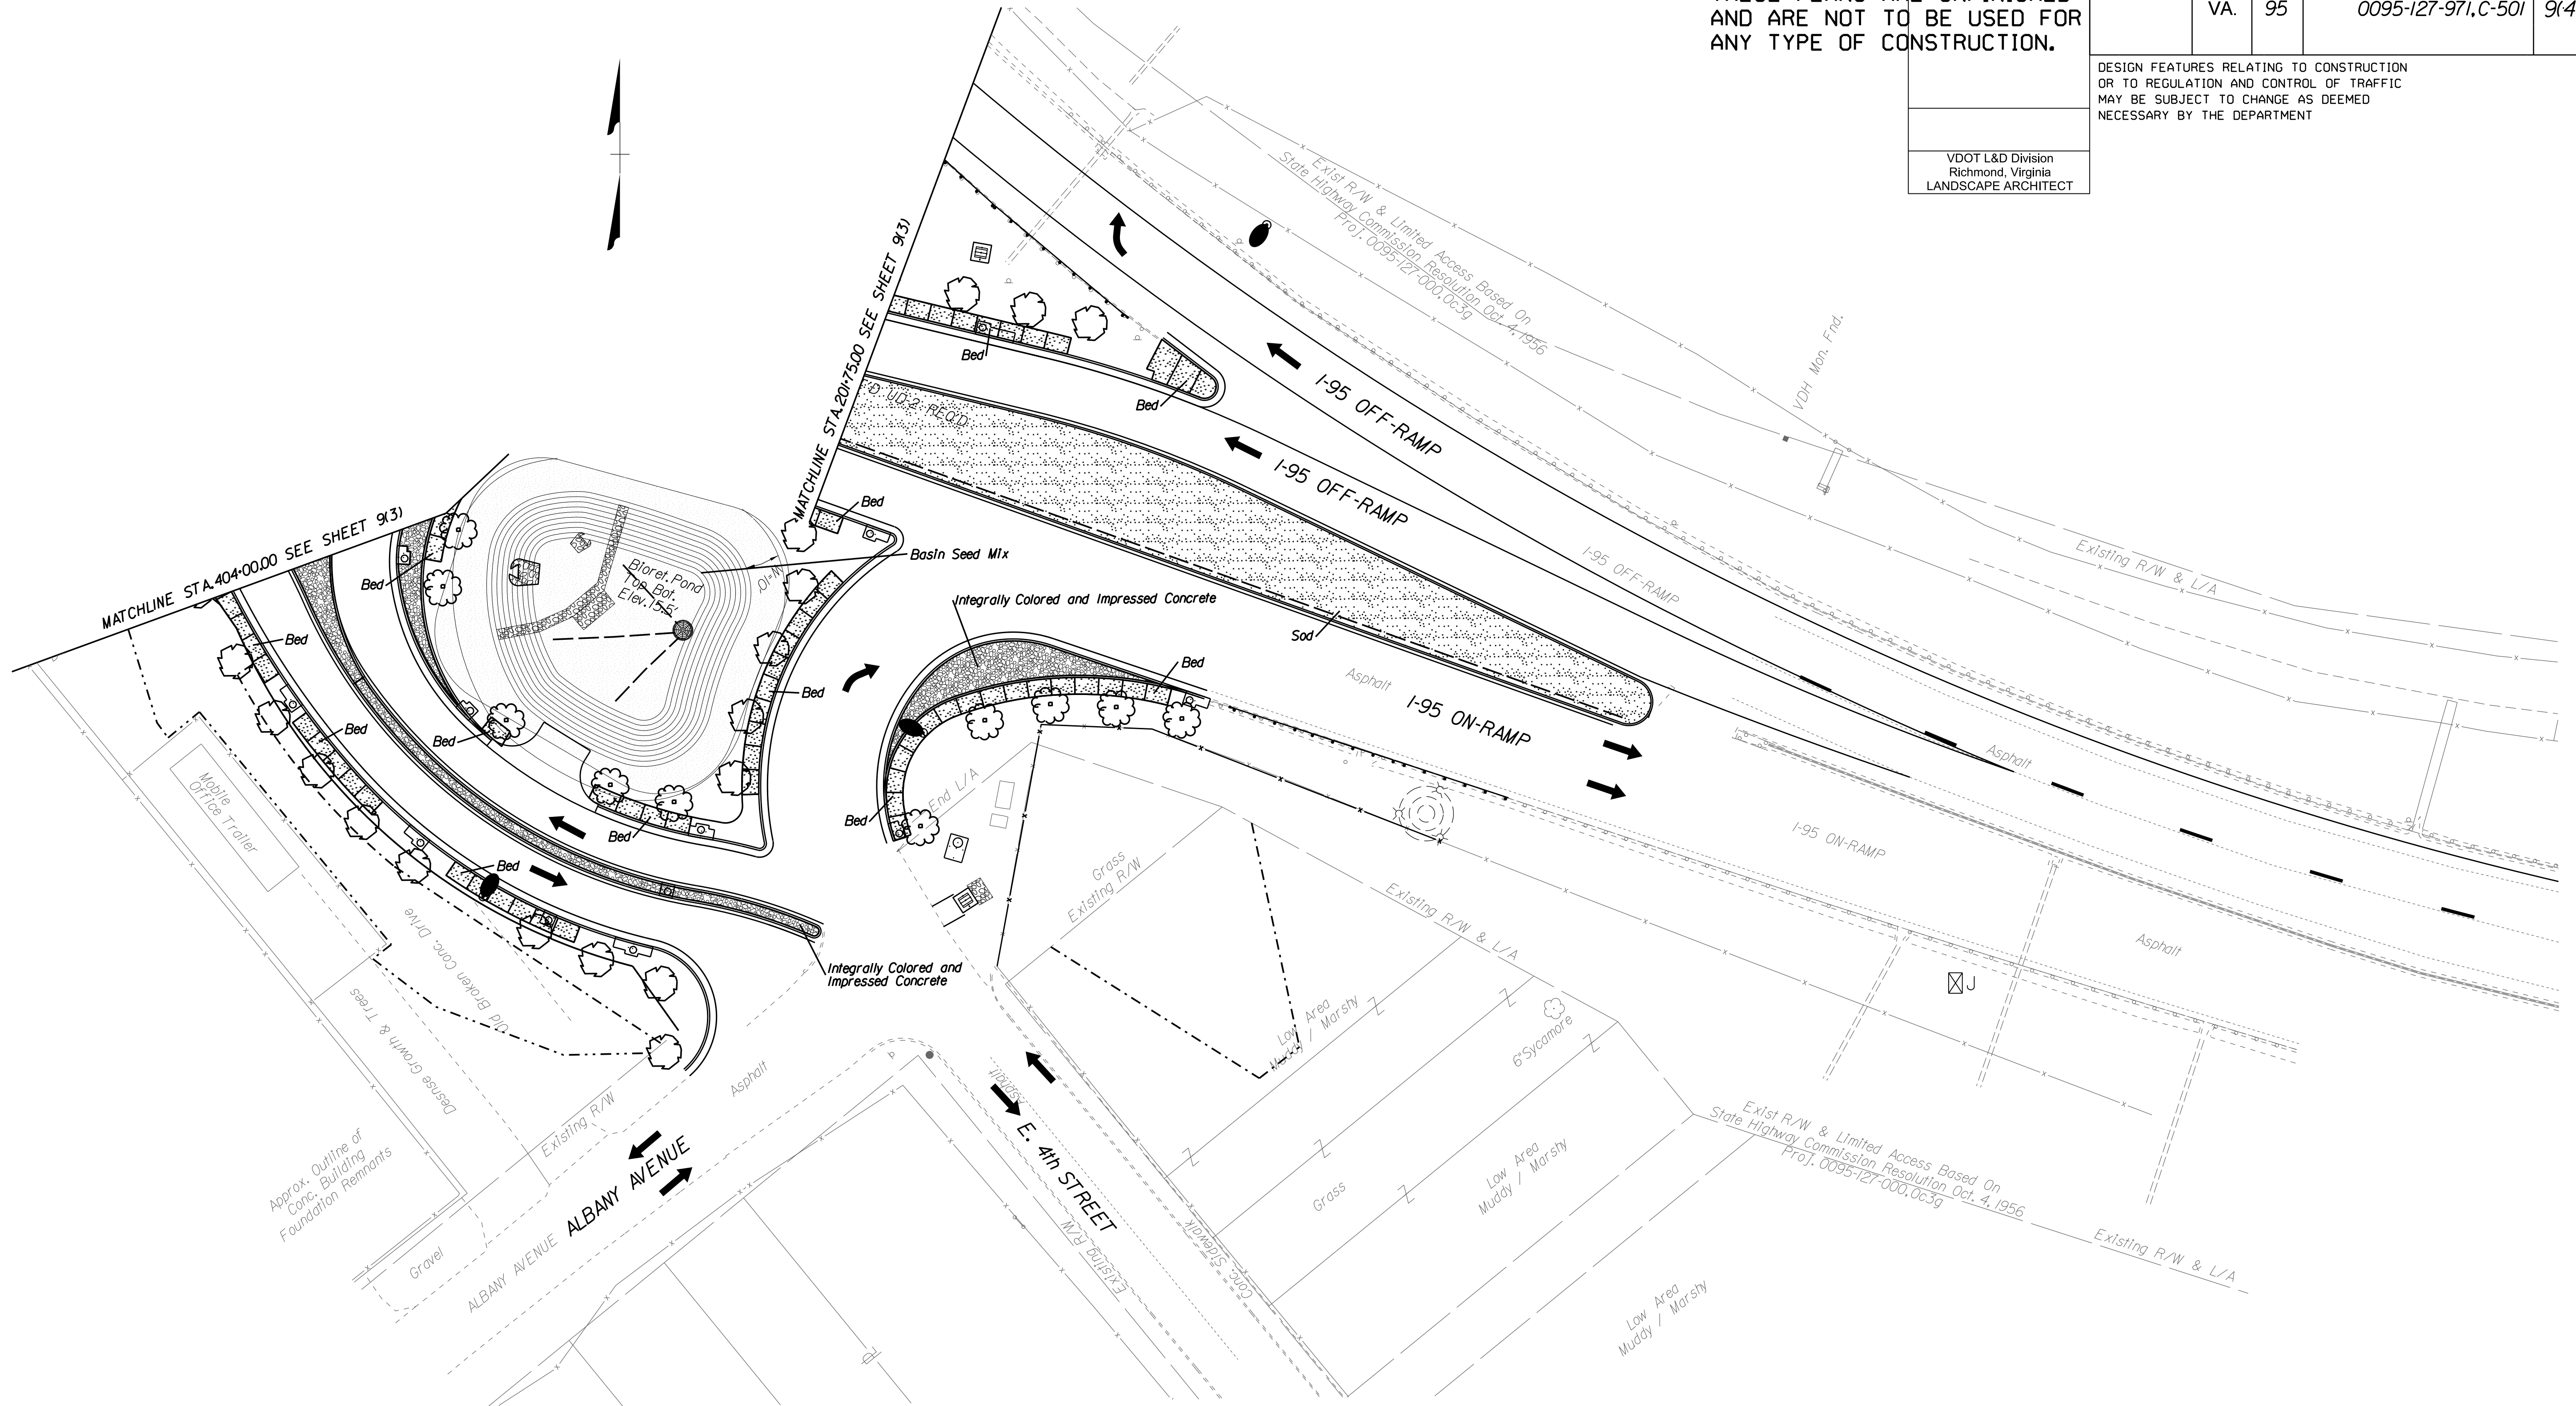 AND ARE NOT TO BE USED FOR
ANY TYPE OF CONSTRUCTION.
VA.
95
0095-127-971, C-501
9(4
DESIGN FEATURES RELATING TO CONSTRUCTION
OR TO REGULATION AND CONTROL OF TRAFFIC
MAY BE SUBJECT TO CHANGE AS DEEMED
NECESSARY BY THE DEPARTMENT
VDOT L&D Division
Richmond, Virginia
LANDSCAPE ARCHITECT
Exist R/W & Limited Access Based On
State Highway Commission Resolution Oct. 4, 1956
Proj. 0095-127-000, 0c3g
VDH Mon. Fnd.
MATCHLINE STA. 201+75.00 SEE SHEET 9(3)
Bed
Bed
D UD-2 REQ'D
I-95 OFF-RAMP
I-95 OFF-RAMP
I-95 OFF-RAMP
Existing R/W & L/A
MATCHLINE STA. 404+00.00 SEE SHEET 9(3)
Bed
Basin Seed Mix
Bioret. Pond
Top Bot.
Elev. 15.5'
10'
Bed
Integrally Colored and Impressed Concrete
Sod
Bed
Bed
Bed
Bed
Bed
Asphalt
I-95 ON-RAMP
Asphalt
Mobile
Office Trailer
End L/A
Bed
Bed
Bed
I-95 ON-RAMP
Grass
Existing R/W
Existing R/W & L/A
Asphalt
Old Broken Conc. Drive
Integrally Colored and
Impressed Concrete
J
Low Area
Muddy / Marshy
6" Sycamore
Desnse Growth & Trees
Asphalt
Asphalt
Existing R/W
Approx. Outline of
Conc. Building
Foundation Remnants
ALBANY AVENUE
E. 4th STREET
Low Area
Muddy / Marshy
Grass
Exist R/W & Limited Access Based On
State Highway Commission Resolution Oct. 4, 1956
Proj. 0095-127-000, 0c3g
Existing R/W & L/A
Gravel
ALBANY AVENUE
Existing R/W
Conc. Sidewalk
Low Area
Muddy / Marshy